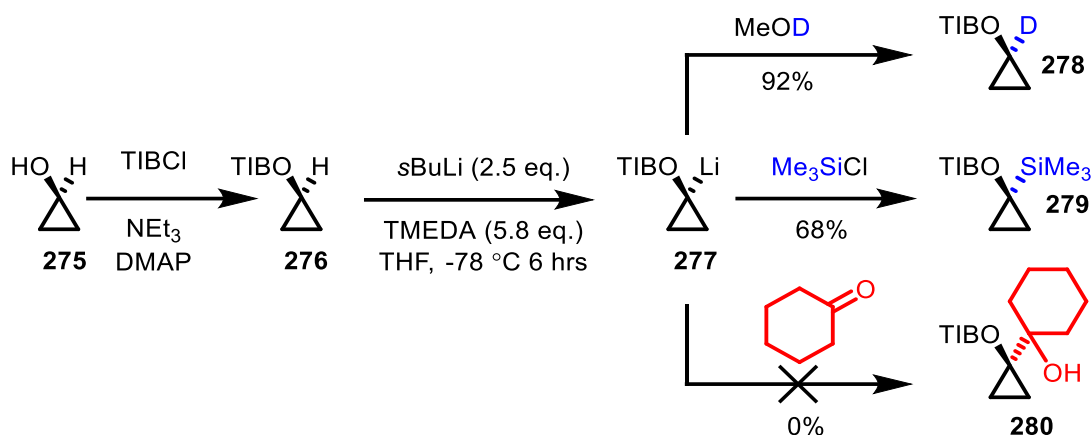 HO H
275
TIBCl
NEt3
DMAP
TIBO H
276
sBuLi (2.5 eq.)
TMEDA (5.8 eq.)
THF, -78 °C 6 hrs
TIBO Li
277
MeOD
92%
TIBO D
278
Me3SiCl
68%
TIBO SiMe3
279
O
0%
TIBO
OH
280